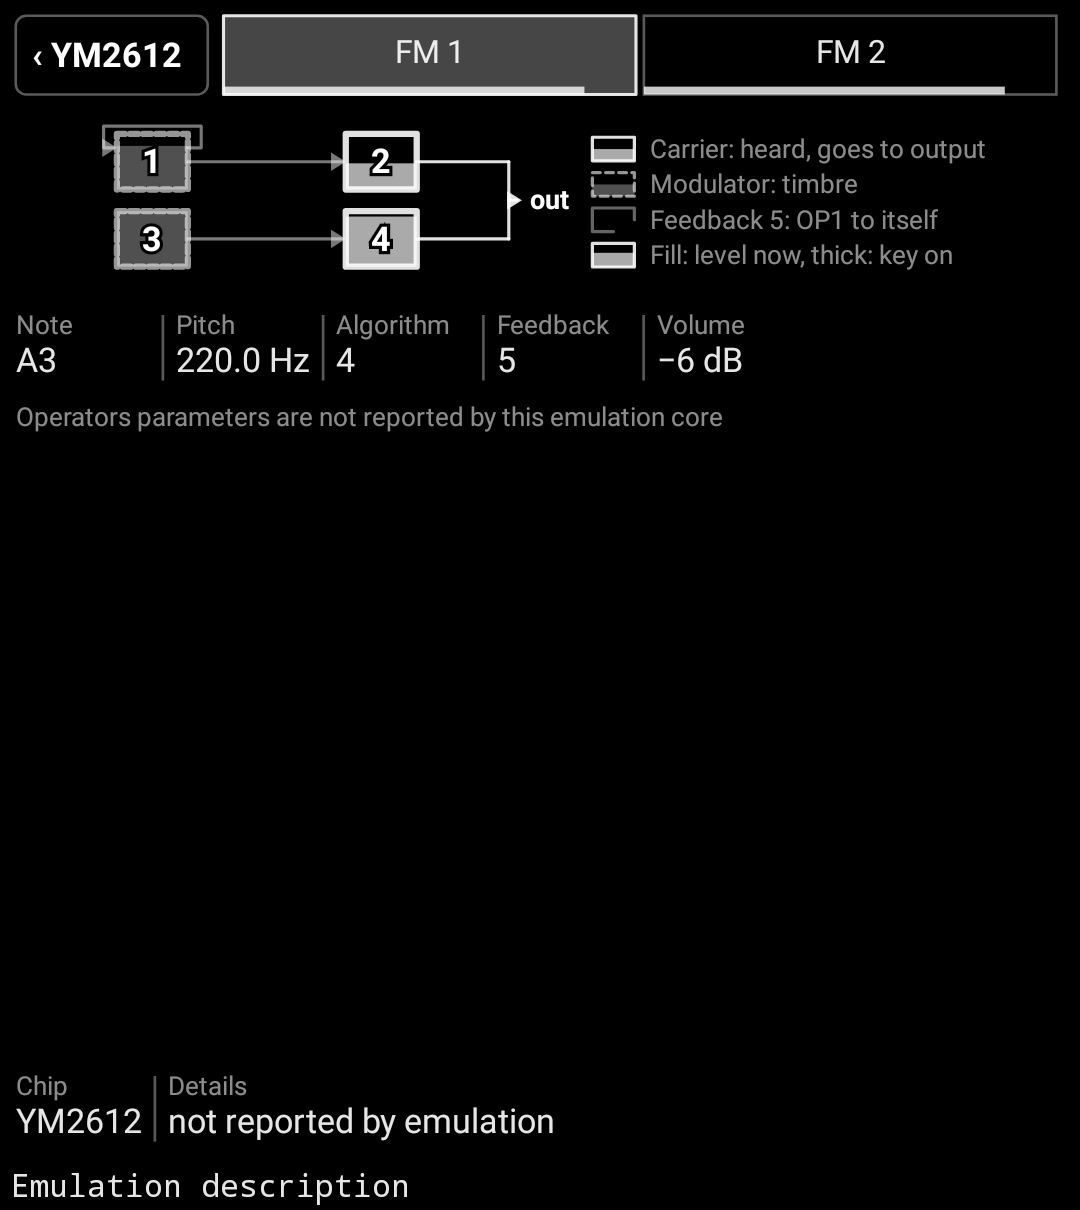 ‹ YM2612
FM 1
FM 2
1
2
3
4
out
Carrier: heard, goes to output
Modulator: timbre
Feedback 5: OP1 to itself
Fill: level now, thick: key on
Note
A3
Pitch
220.0 Hz
Algorithm
4
Feedback
5
Volume
−6 dB
Operators parameters are not reported by this emulation core
Chip
YM2612
Details
not reported by emulation
Emulation description